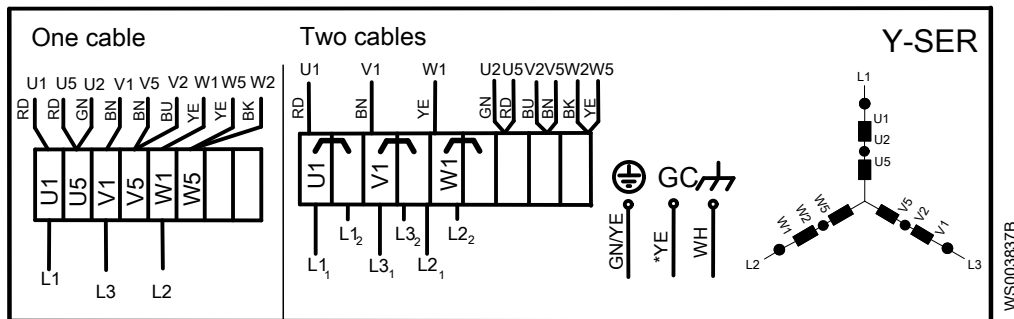 One cable
Two cables
Y-SER
U1 U5 U2 V1 V5 V2 W1 W5 W2
RD RD GN BN BN BU YE YE BK
U1 U5 V1 V5 W1 W5
L1 L3 L2
U1 V1 W1 U2 U5 V2 V5 W2 W5
RD BN YE GN RD BU BN BK YE
U1 V1 W1
L1₂ L3₂ L2₂
L1₁ L3₁ L2₁
GC
GN/YE *YE WH
L1
U1
U2
U5
W1 W2 W5 V5 V2 V1
L2 L3
WS003837B